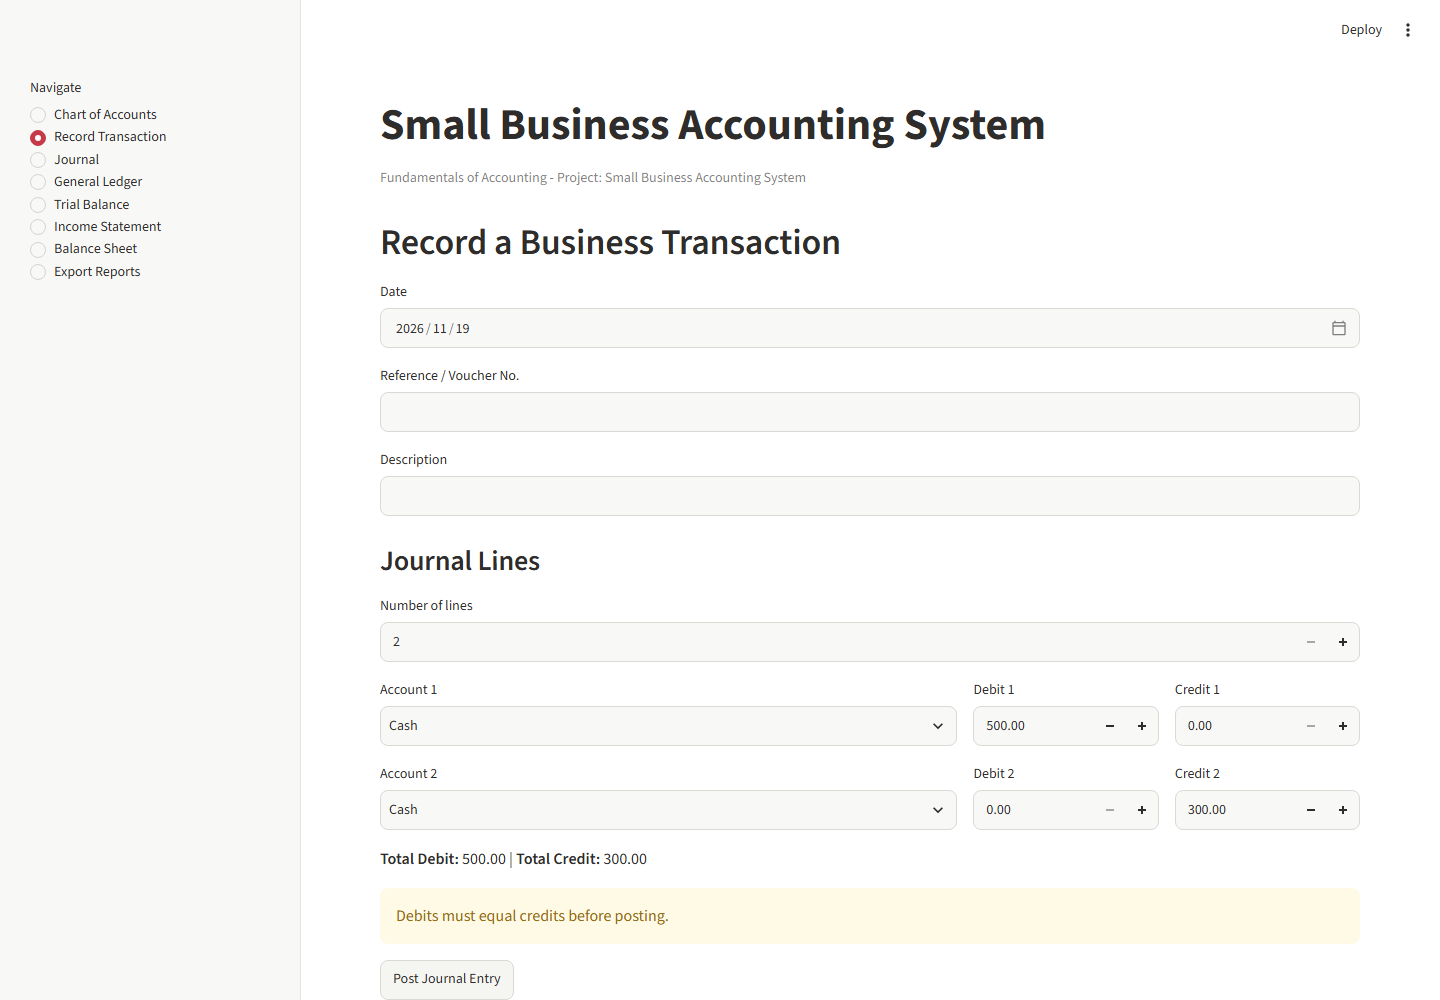 Deploy
Navigate
Chart of Accounts
Record Transaction
Journal
General Ledger
Trial Balance
Income Statement
Balance Sheet
Export Reports
Small Business Accounting System
Fundamentals of Accounting - Project: Small Business Accounting System
Record a Business Transaction
Date
2026 / 11 / 19
Reference / Voucher No.
Description
Journal Lines
Number of lines
2
Account 1 Debit 1 Credit 1
Cash 500.00 0.00
Account 2 Debit 2 Credit 2
Cash 0.00 300.00
Total Debit: 500.00 | Total Credit: 300.00
Debits must equal credits before posting.
Post Journal Entry